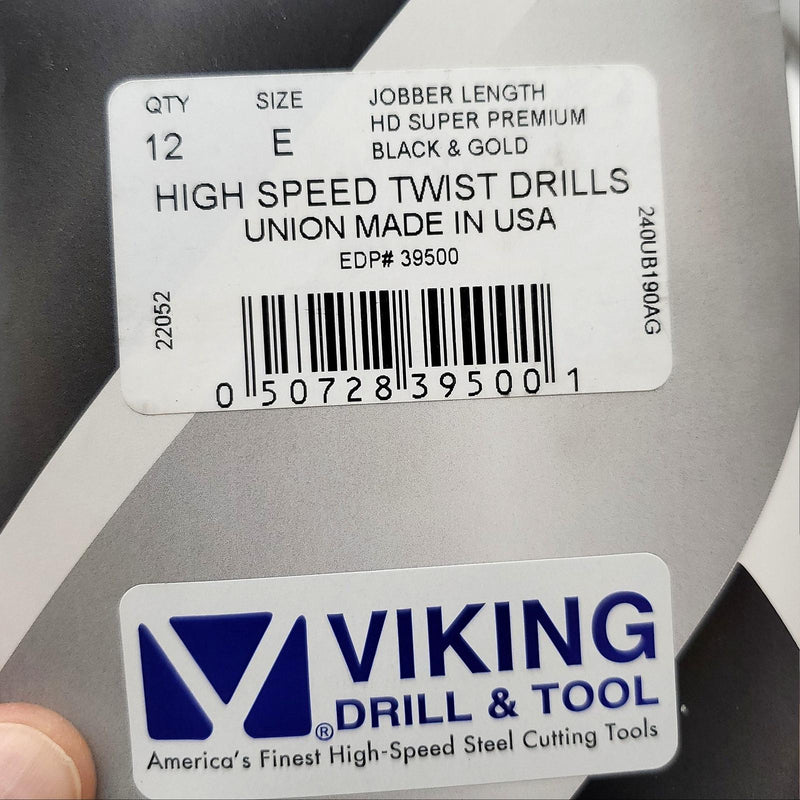 QTY SIZE JOBBER LENGTH
12 E HD SUPER PREMIUM
BLACK & GOLD
HIGH SPEED TWIST DRILLS
UNION MADE IN USA
EDP# 39500
22052
240UB190AG
0 50728 39500 1
VIKING
DRILL & TOOL
®
America's Finest High-Speed Steel Cutting Tools